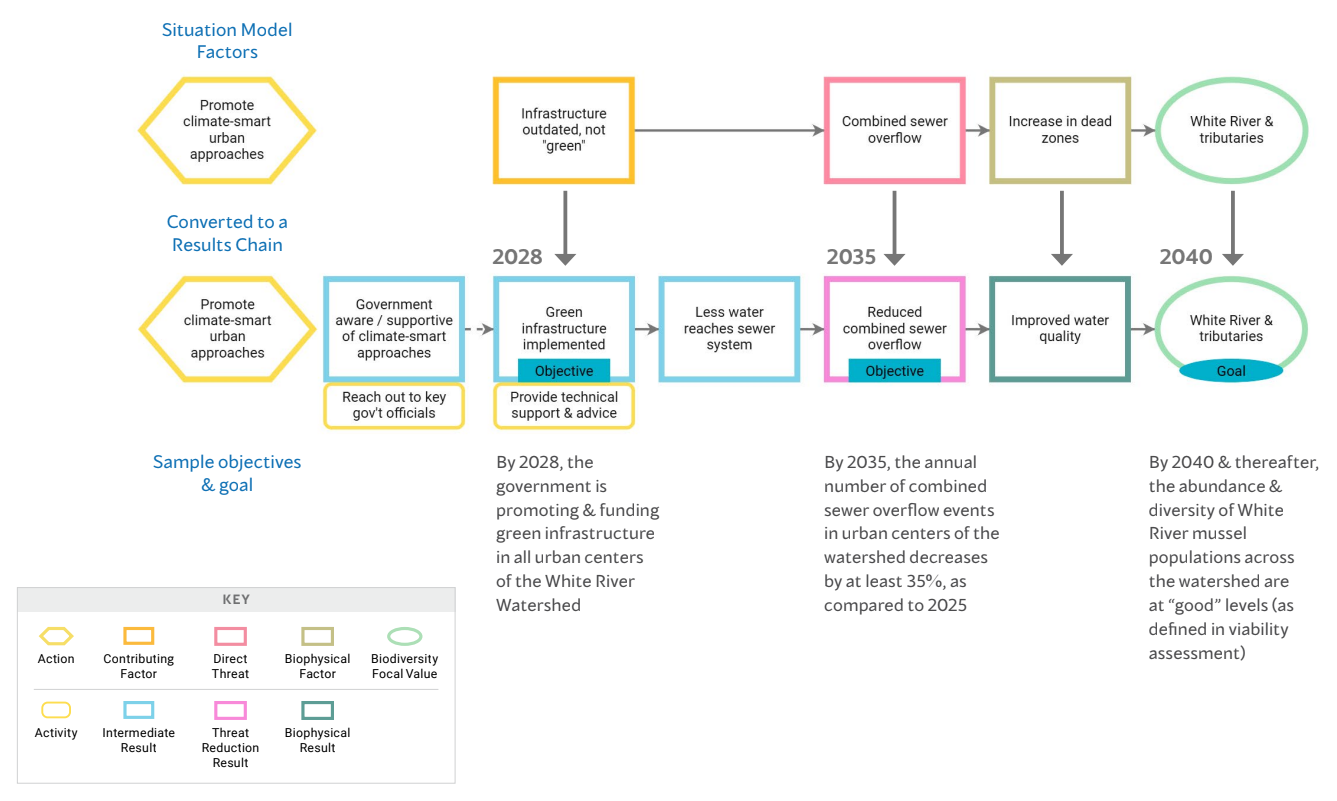 Situation Model
Factors
Promote
climate-smart
urban
approaches
Infrastructure
outdated, not
"green"
Combined sewer
overflow
Increase in dead
zones
White River &
tributaries
Converted to a
Results Chain
2028
2035
2040
Promote
climate-smart
urban
approaches
Government
aware / supportive
of climate-smart
approaches
Reach out to key
gov't officials
Green
infrastructure
implemented
Objective
Provide technical
support & advice
Less water
reaches sewer
system
Reduced
combined sewer
overflow
Objective
Improved water
quality
White River &
tributaries
Goal
Sample objectives
& goal
By 2028, the
government is
promoting & funding
green infrastructure
in all urban centers
of the White River
Watershed
By 2035, the annual
number of combined
sewer overflow events
in urban centers of the
watershed decreases
by at least 35%, as
compared to 2025
By 2040 & thereafter,
the abundance &
diversity of White
River mussel
populations across
the watershed are
at “good” levels (as
defined in viability
assessment)
KEY
Action
Contributing
Factor
Direct
Threat
Biophysical
Factor
Biodiversity
Focal Value
Activity
Intermediate
Result
Threat
Reduction
Result
Biophysical
Result